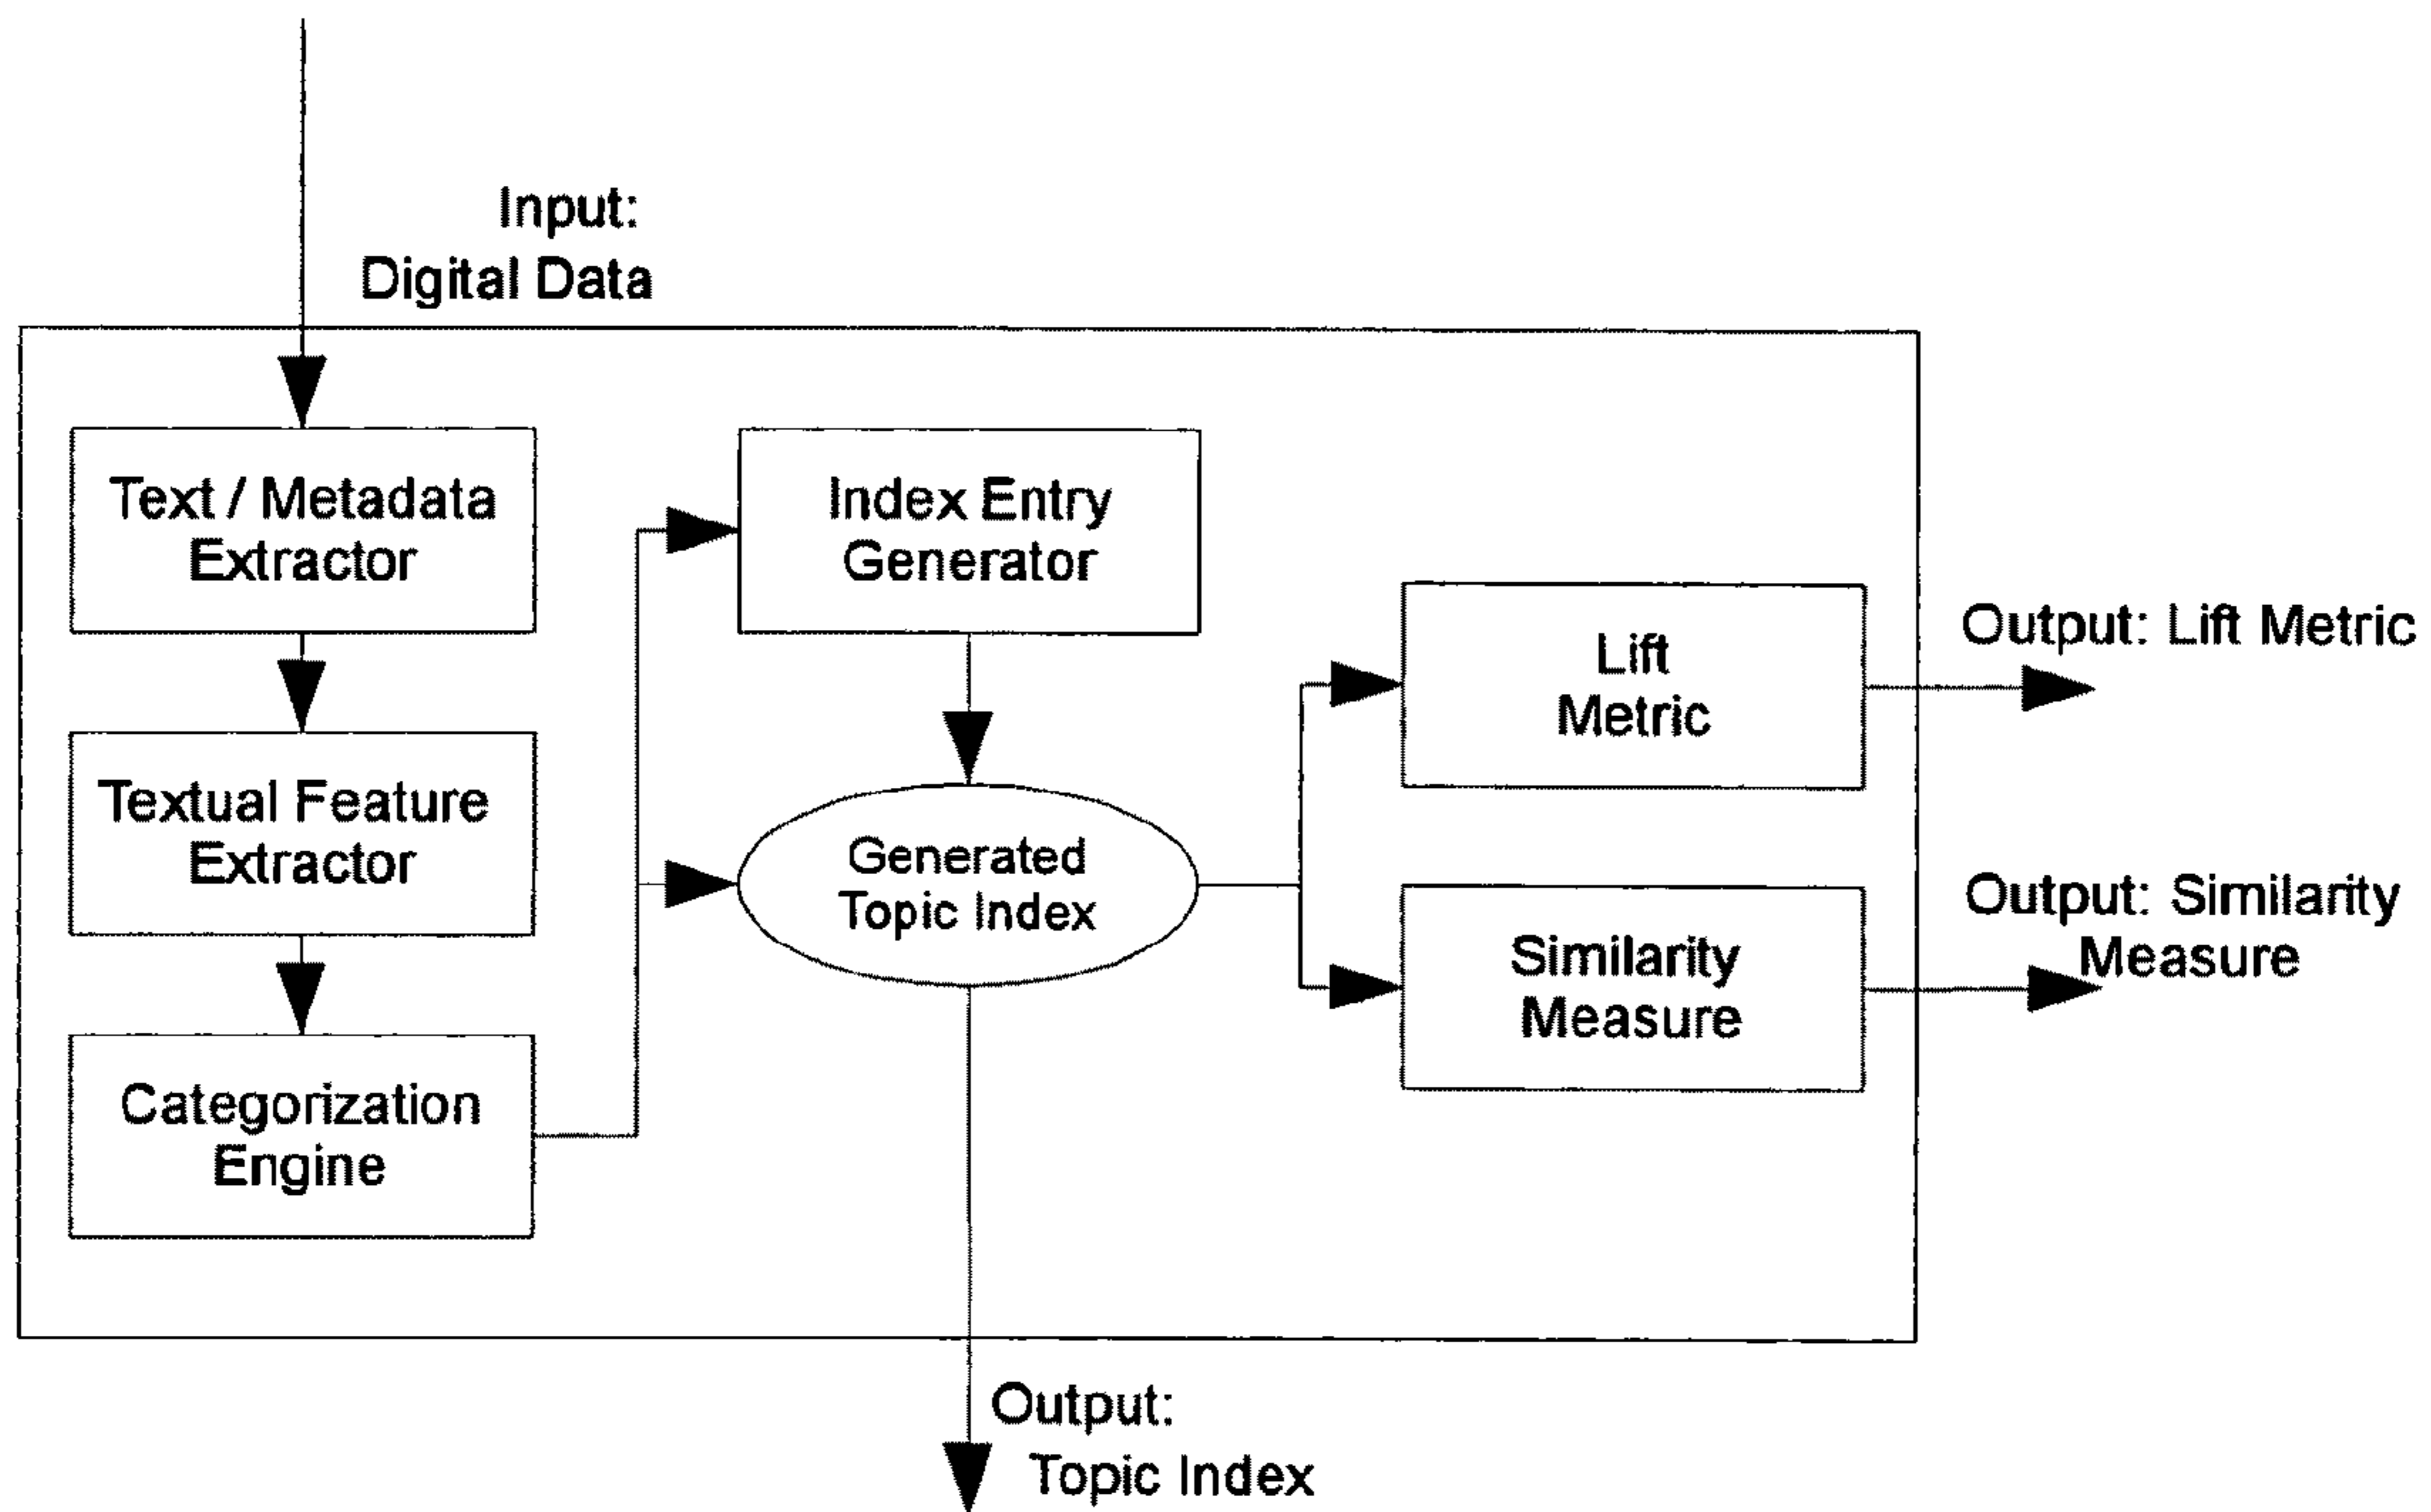 Input:
Digital Data
Text / Metadata
Extractor
Textual Feature
Extractor
Categorization
Engine
Index Entry
Generator
Generated
Topic Index
Lift
Metric
Similarity
Measure
Output: Lift Metric
Output: Similarity
Measure
Output:
Topic Index